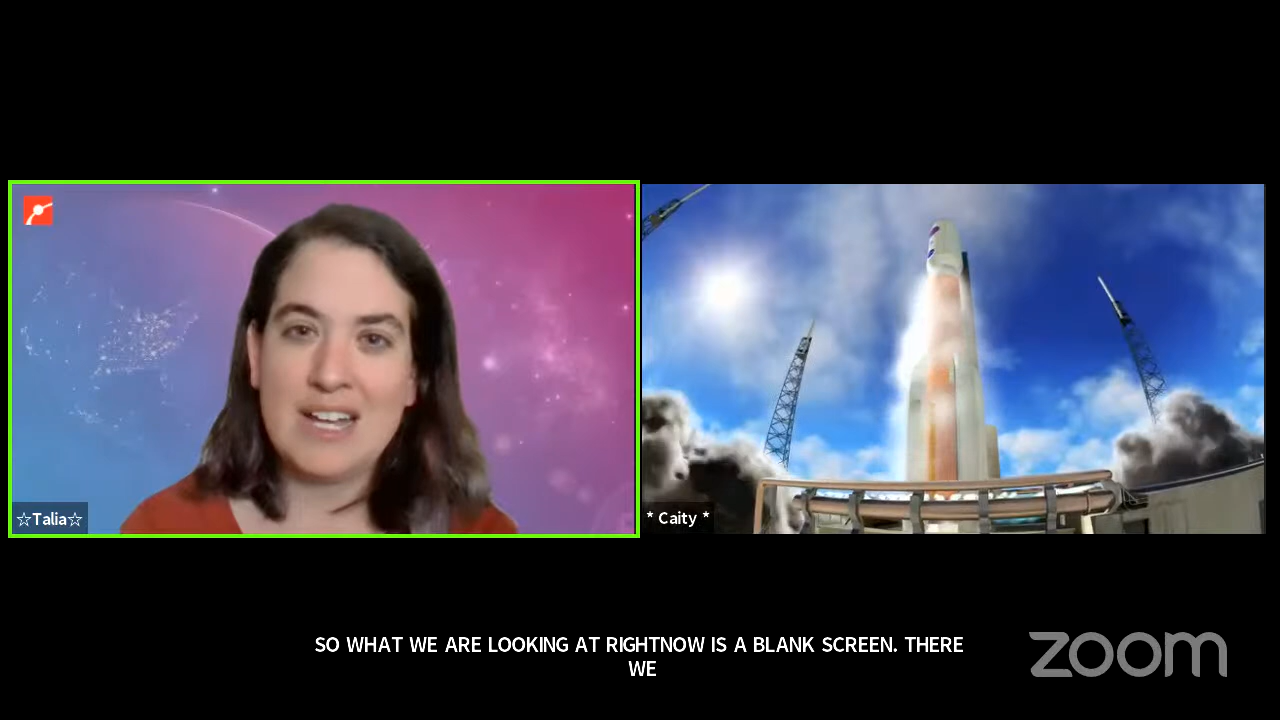 ☆Talia☆
* Caity *
SO WHAT WE ARE LOOKING AT RIGHTNOW IS A BLANK SCREEN. THERE
WE
zoom